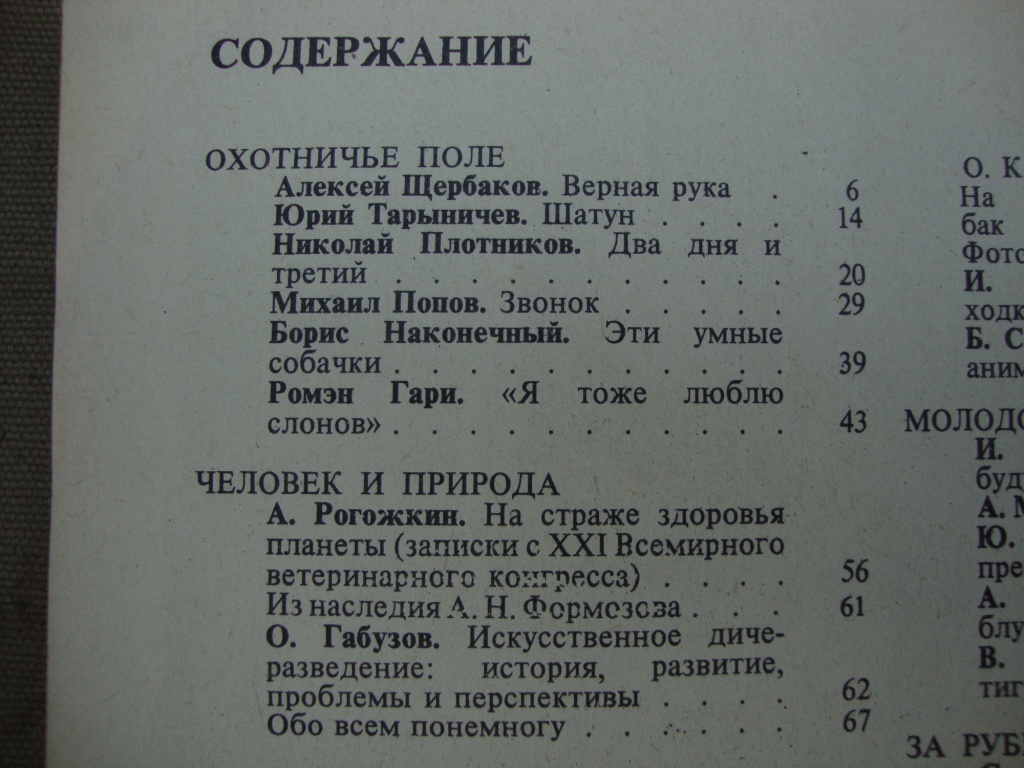 СОДЕРЖАНИЕ
ОХОТНИЧЬЕ ПОЛЕ
Алексей Щербаков. Верная рука . 6
Юрий Тарыничев. Шатун . . . . 14
Николай Плотников. Два дня и
третий . . . . . . . . . . . 20
Михаил Попов. Звонок . . . . . 29
Борис Наконечный. Эти умные
собачки . . . . . . . . . . . 39
Ромэн Гари. «Я тоже люблю
слонов» . . . . . . . . . . . 43
ЧЕЛОВЕК И ПРИРОДА
А. Рогожкин. На страже здоровья
планеты (записки с XXI Всемирного
ветеринарного конгресса) . . . . 56
Из наследия А. Н. Формозова . . . 61
О. Габузов. Искусственное диче-
разведение: история, развитие,
проблемы и перспективы . . . . 62
Обо всем понемногу . . . . . . 67
О. К
На
бак
Фото
И.
ходк
Б. С
аним
МОЛОДО
И.
буд
А. М
Ю.
пре
А.
блу
В.
тиг
ЗА РУБ